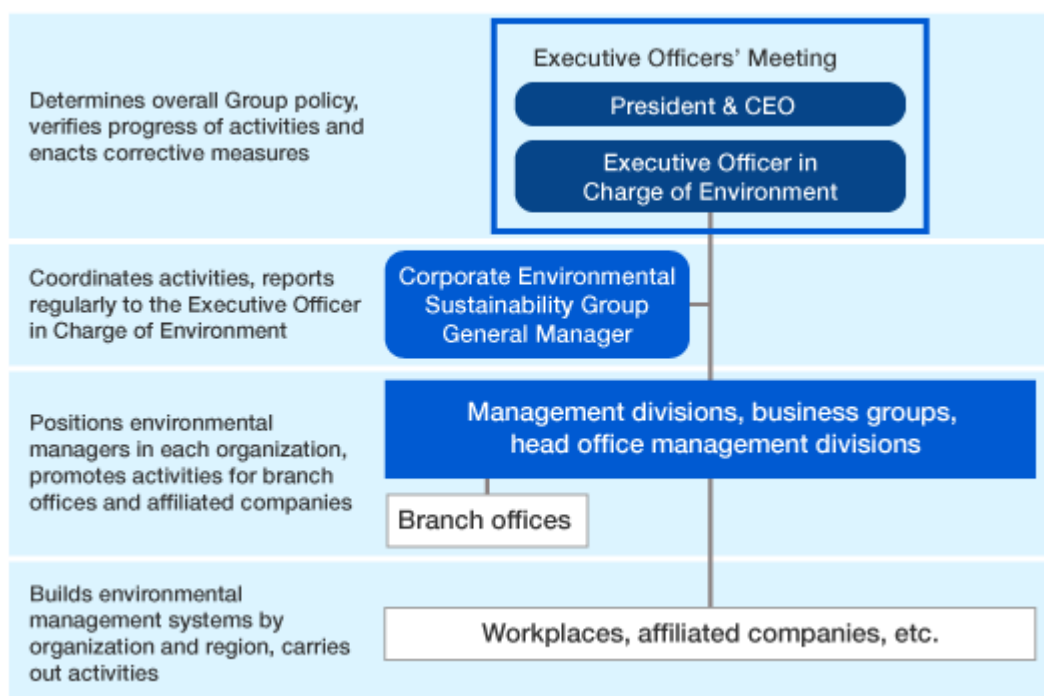 Executive Officers' Meeting
President & CEO
Executive Officer in
Charge of Environment
Determines overall Group policy,
verifies progress of activities and
enacts corrective measures
Coordinates activities, reports
regularly to the Executive Officer
in Charge of Environment
Corporate Environmental
Sustainability Group
General Manager
Positions environmental
managers in each organization,
promotes activities for branch
offices and affiliated companies
Management divisions, business groups,
head office management divisions
Branch offices
Builds environmental
management systems by
organization and region, carries
out activities
Workplaces, affiliated companies, etc.